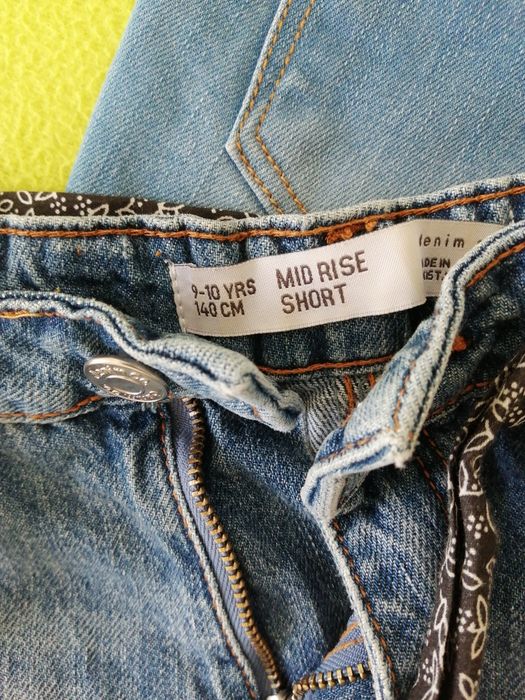 9-10 YRS
140 CM
MID RISE
SHORT
denim